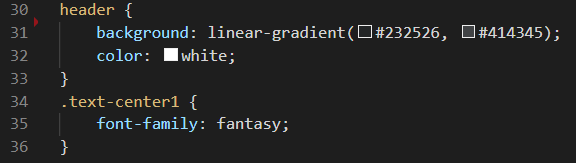 30 header {
31 background: linear-gradient(#232526, #414345);
32 color: white;
33 }
34 .text-center1 {
35 font-family: fantasy;
36 }